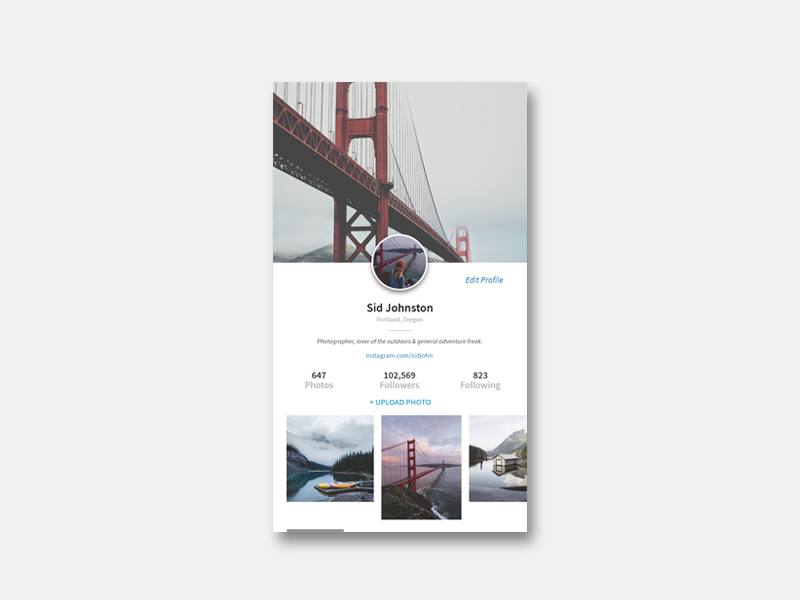 Edit Profile
Sid Johnston
Portland, Oregon
Photographer, lover of the outdoors & general adventure freak.
Instagram.com/sidjohn
647 102,569 823
Photos Followers Following
+ UPLOAD PHOTO